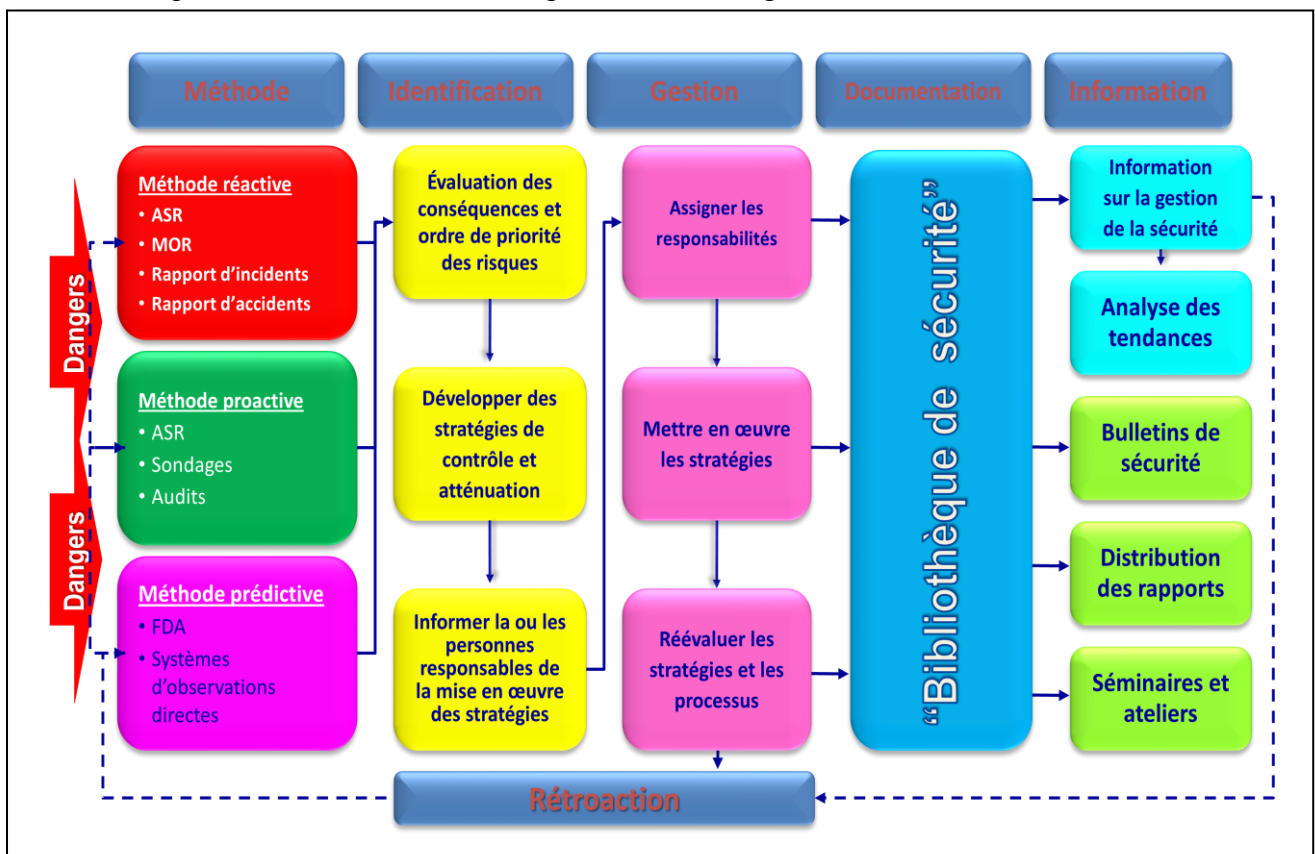 Méthode
Identification
Gestion
Documentation
Information
Dangers
Dangers
Méthode réactive
• ASR
• MOR
• Rapport d'incidents
• Rapport d'accidents
Méthode proactive
• ASR
• Sondages
• Audits
Méthode prédictive
• FDA
• Systèmes
d'observations
directes
Évaluation des
conséquences et
ordre de priorité
des risques
Développer des
stratégies de
contrôle et
atténuation
Informer la ou les
personnes
responsables de
la mise en œuvre
des stratégies
Assigner les
responsabilités
Mettre en œuvre
les stratégies
Réévaluer les
stratégies et les
processus
“Bibliothèque de sécurité”
Information
sur la gestion
de la sécurité
Analyse des
tendances
Bulletins de
sécurité
Distribution
des rapports
Séminaires et
ateliers
Rétroaction